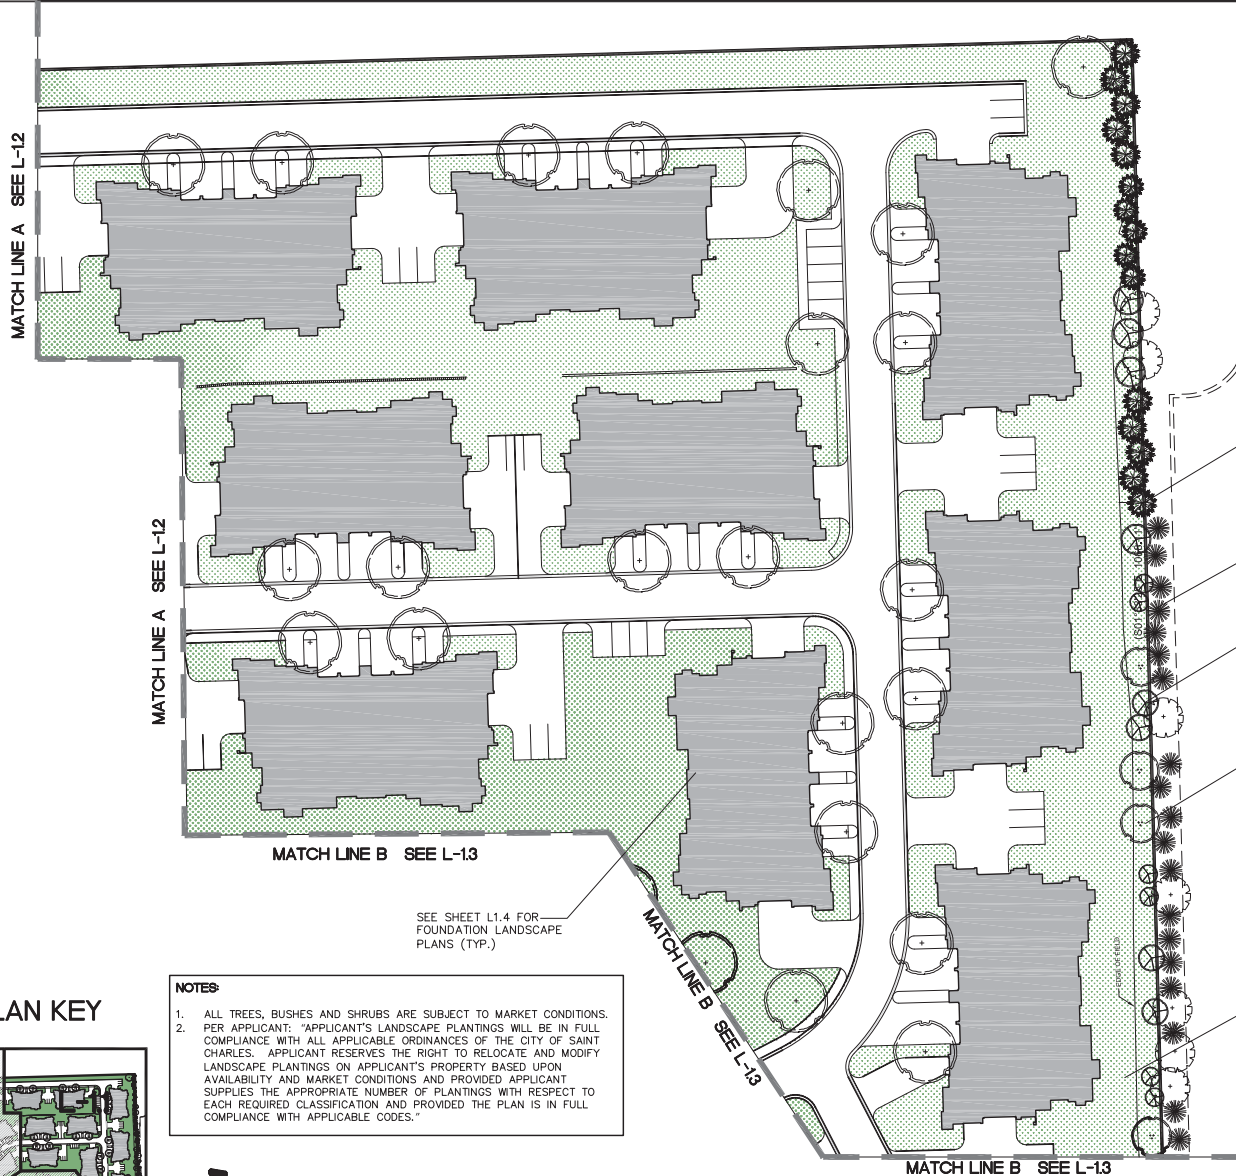 MATCH LINE A SEE L-1.2
MATCH LINE A SEE L-1.2
MATCH LINE B SEE L-1.3
SEE SHEET L1.4 FOR
FOUNDATION LANDSCAPE
PLANS (TYP.)
MATCH LINE B SEE L-1.3
EDGE OF FIELD
LAN KEY
NOTES:
1. ALL TREES, BUSHES AND SHRUBS ARE SUBJECT TO MARKET CONDITIONS.
2. PER APPLICANT: "APPLICANT'S LANDSCAPE PLANTINGS WILL BE IN FULL
COMPLIANCE WITH ALL APPLICABLE ORDINANCES OF THE CITY OF SAINT
CHARLES. APPLICANT RESERVES THE RIGHT TO RELOCATE AND MODIFY
LANDSCAPE PLANTINGS ON APPLICANT'S PROPERTY BASED UPON
AVAILABILITY AND MARKET CONDITIONS AND PROVIDED APPLICANT
SUPPLIES THE APPROPRIATE NUMBER OF PLANTINGS WITH RESPECT TO
EACH REQUIRED CLASSIFICATION AND PROVIDED THE PLAN IS IN FULL
COMPLIANCE WITH APPLICABLE CODES."
MATCH LINE B SEE L-1.3